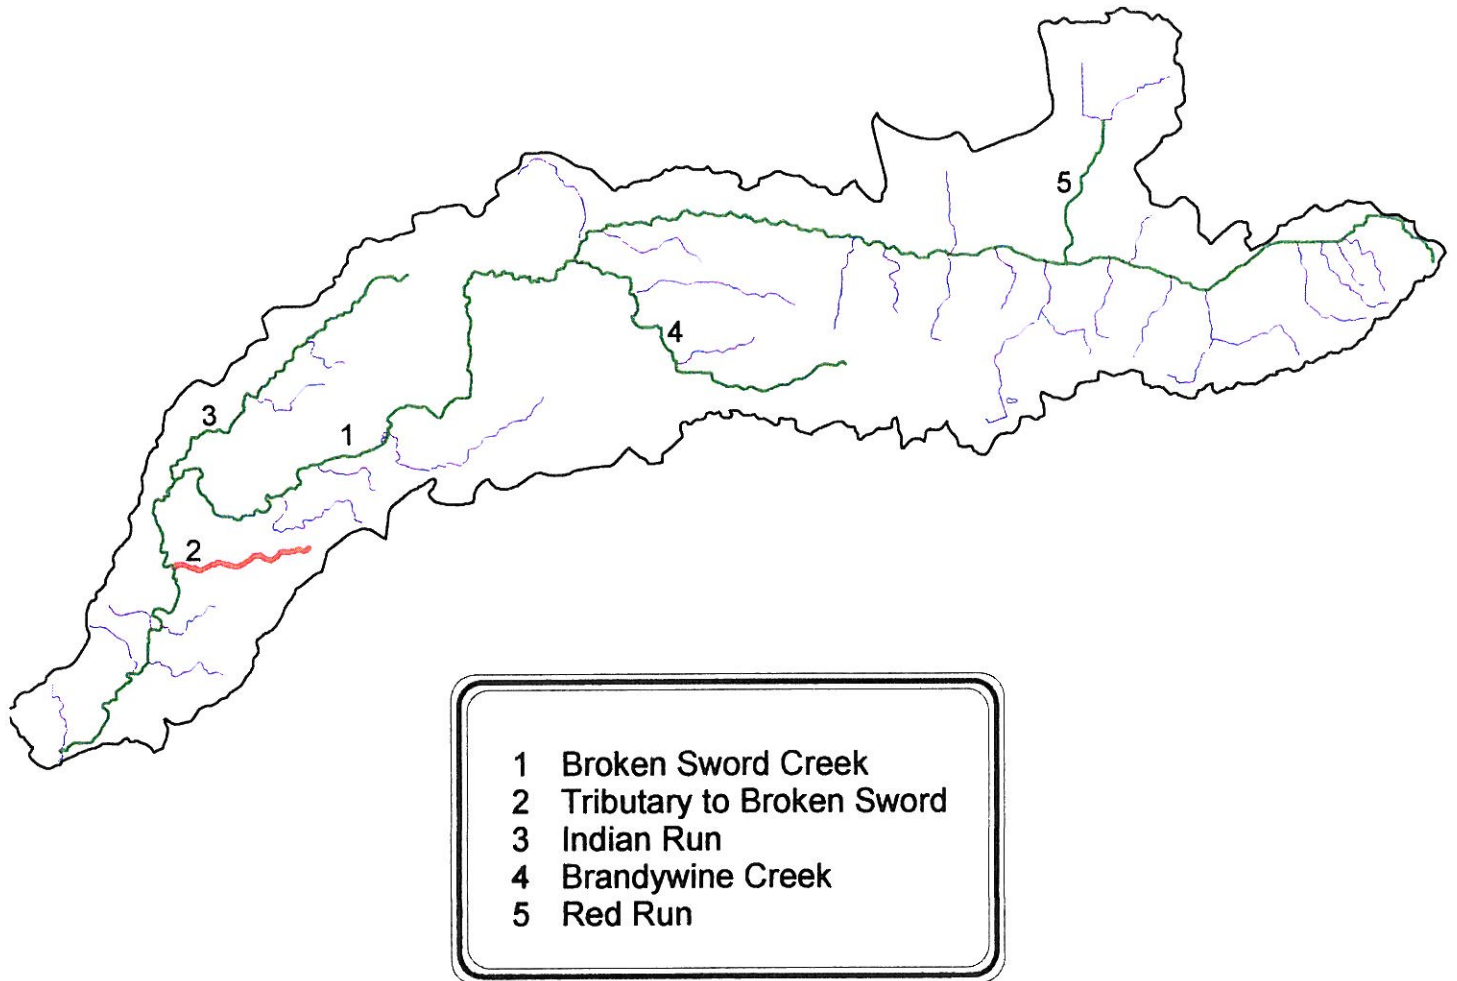 5
4
3
1
2
1 Broken Sword Creek
2 Tributary to Broken Sword
3 Indian Run
4 Brandywine Creek
5 Red Run